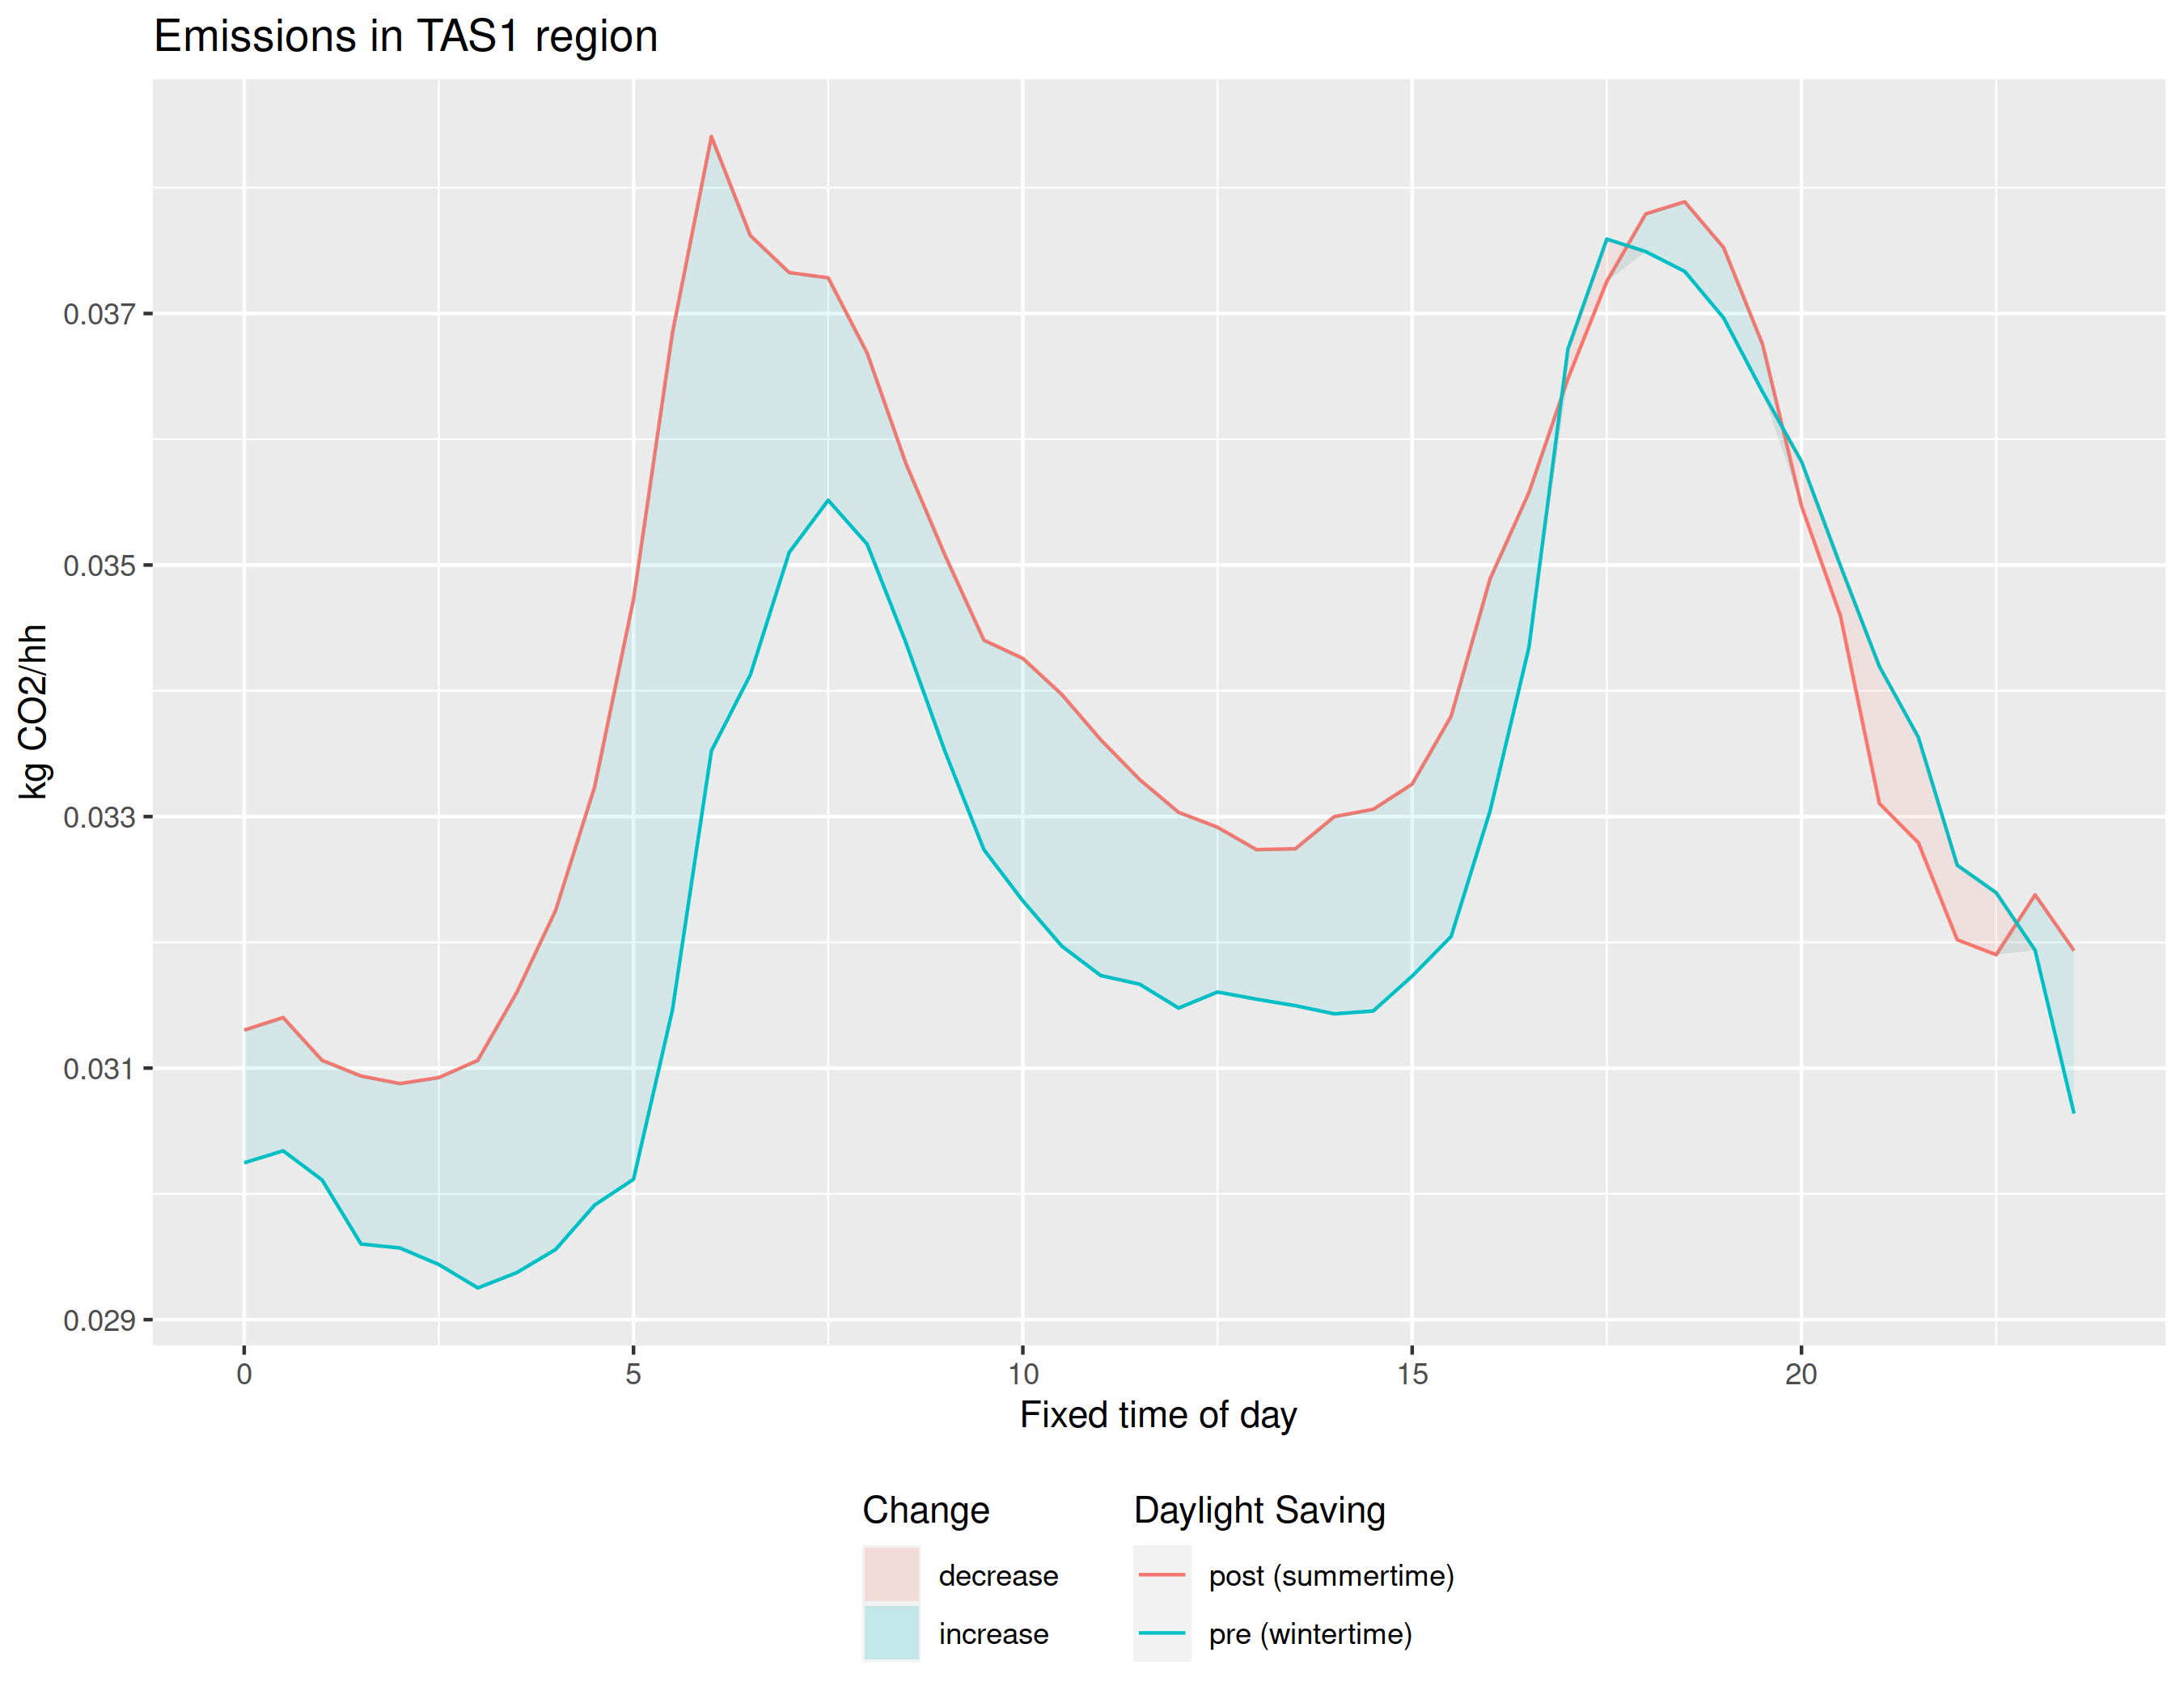 Emissions in TAS1 region
kg CO2/hh
0.037
0.035
0.033
0.031
0.029
0 5 10 15 20
Fixed time of day
Change
decrease
increase
Daylight Saving
post (summertime)
pre (wintertime)